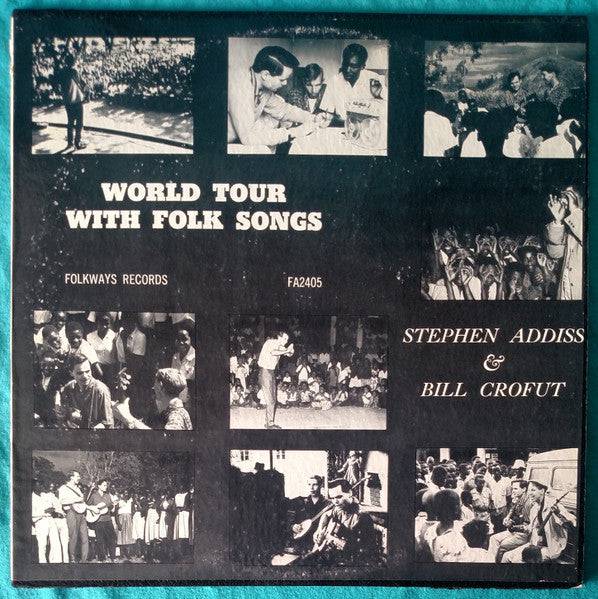 WORLD TOUR
WITH FOLK SONGS
FOLKWAYS RECORDS
FA2405
STEPHEN ADDISS
&
BILL CROFUT